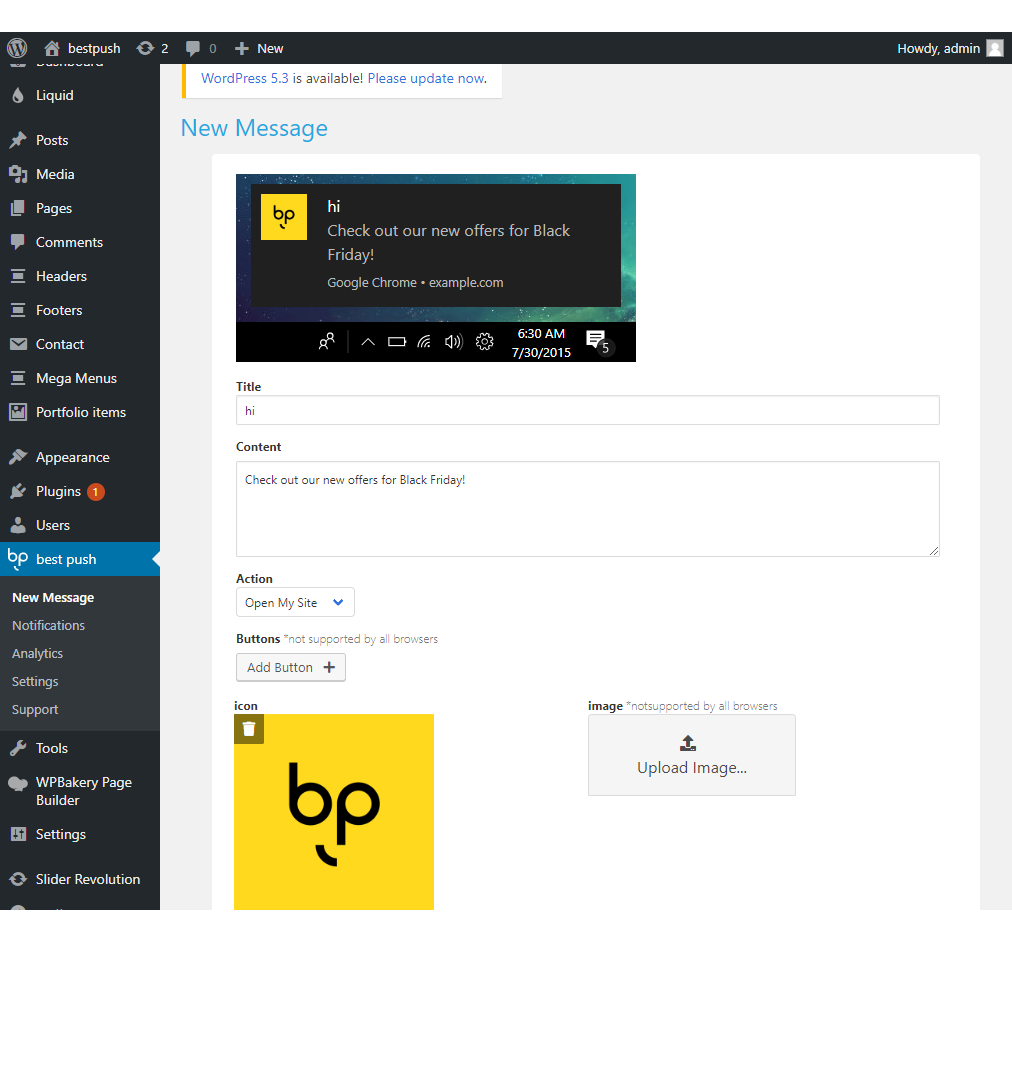 bestpush 2 0 New Howdy, admin
Dashboard
Liquid
Posts
Media
Pages
Comments
Headers
Footers
Contact
Mega Menus
Portfolio items
Appearance
Plugins 1
Users
bp best push
New Message
Notifications
Analytics
Settings
Support
Tools
WPBakery Page
Builder
Settings
Slider Revolution
WordPress 5.3 is available! Please update now.
New Message
bp
hi
Check out our new offers for Black
Friday!
Google Chrome • example.com
6:30 AM
7/30/2015
5
Title
hi
Content
Check out our new offers for Black Friday!
Action
Open My Site
Buttons *not supported by all browsers
Add Button
icon
bp
image *notsupported by all browsers
Upload Image...